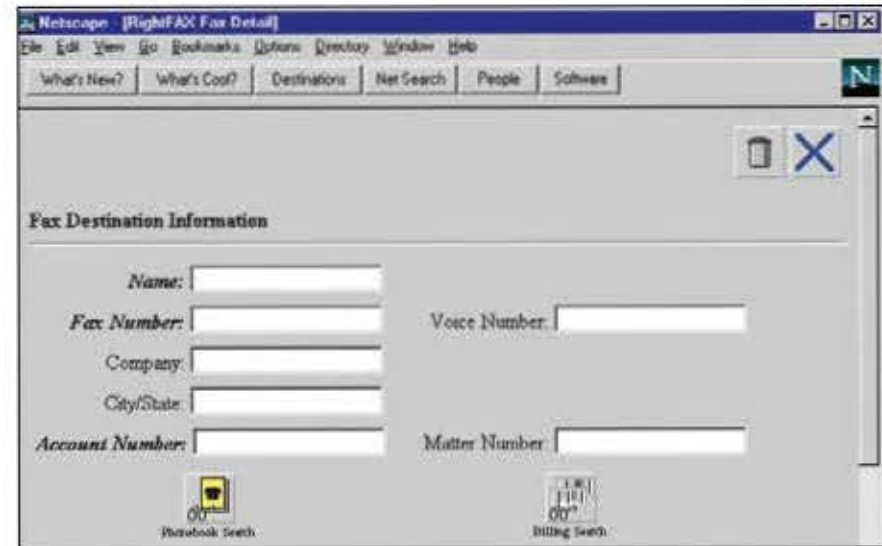 Netscape - [RightFAX Fax Detail]
File Edit View Go Bookmarks Options Directory Window Help
What's New? What's Cool? Destinations Net Search People Software
N
Fax Destination Information
Name:
Fax Number: Voice Number:
Company:
City/State:
Account Number: Matter Number:
Phonebook Search Billing Search